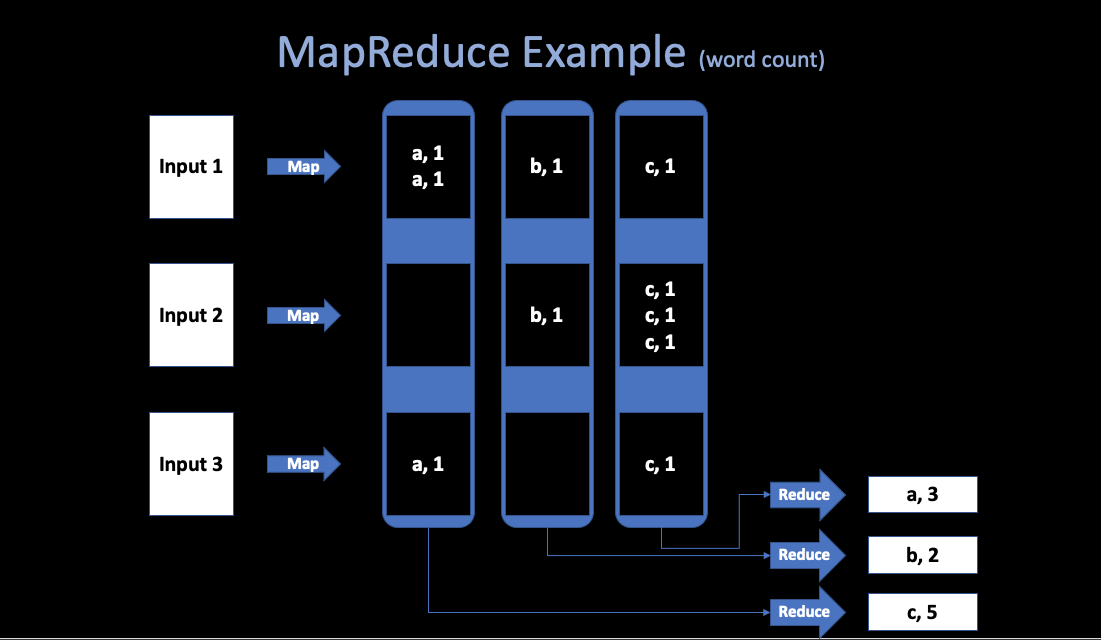 MapReduce Example (word count)
Input 1
Map
a, 1
a, 1
b, 1
c, 1
Input 2
Map
b, 1
c, 1
c, 1
c, 1
Input 3
Map
a, 1
c, 1
Reduce
a, 3
Reduce
b, 2
Reduce
c, 5